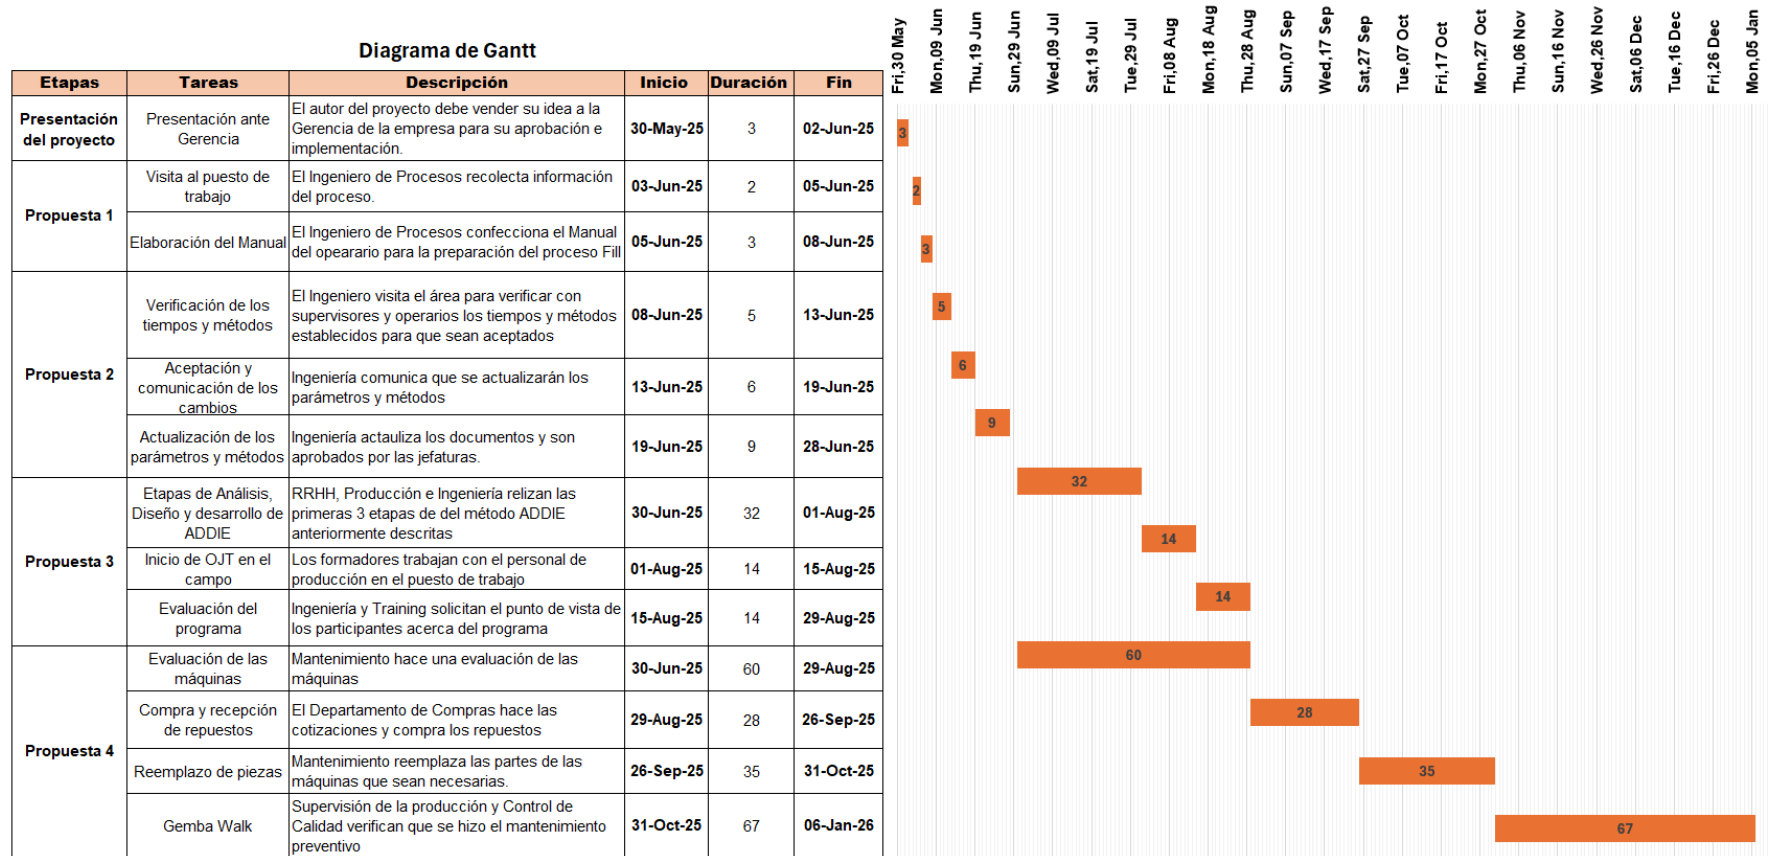 Diagrama de Gantt
Etapas Tareas Descripción Inicio Duración Fin
Presentación
del proyecto
Presentación ante
Gerencia
El autor del proyecto debe vender su idea a la
Gerencia de la empresa para su aprobación e
implementación.
30-May-25 3 02-Jun-25
Propuesta 1
Visita al puesto de
trabajo
El Ingeniero de Procesos recolecta información
del proceso.
03-Jun-25 2 05-Jun-25
Elaboración del Manual
El Ingeniero de Procesos confecciona el Manual
del opearario para la preparación del proceso Fill
05-Jun-25 3 08-Jun-25
Propuesta 2
Verificación de los
tiempos y métodos
El Ingeniero visita el área para verificar con
supervisores y operarios los tiempos y métodos
establecidos para que sean aceptados
08-Jun-25 5 13-Jun-25
Aceptación y
comunicación de los
cambios
Ingeniería comunica que se actualizarán los
parámetros y métodos
13-Jun-25 6 19-Jun-25
Actualización de los
parámetros y métodos
Ingeniería actauliza los documentos y son
aprobados por las jefaturas.
19-Jun-25 9 28-Jun-25
Propuesta 3
Etapas de Análisis,
Diseño y desarrollo de
ADDIE
RRHH, Producción e Ingeniería relizan las
primeras 3 etapas de del método ADDIE
anteriormente descritas
30-Jun-25 32 01-Aug-25
Inicio de OJT en el
campo
Los formadores trabajan con el personal de
producción en el puesto de trabajo
01-Aug-25 14 15-Aug-25
Evaluación del
programa
Ingeniería y Training solicitan el punto de vista de
los participantes acerca del programa
15-Aug-25 14 29-Aug-25
Propuesta 4
Evaluación de las
máquinas
Mantenimiento hace una evaluación de las
máquinas
30-Jun-25 60 29-Aug-25
Compra y recepción
de repuestos
El Departamento de Compras hace las
cotizaciones y compra los repuestos
29-Aug-25 28 26-Sep-25
Reemplazo de piezas
Mantenimiento reemplaza las partes de las
máquinas que sean necesarias.
26-Sep-25 35 31-Oct-25
Gemba Walk
Supervisión de la producción y Control de
Calidad verifican que se hizo el mantenimiento
preventivo
31-Oct-25 67 06-Jan-26
Fri,30 May
Mon,09 Jun
Thu,19 Jun
Sun,29 Jun
Wed,09 Jul
Sat,19 Jul
Tue,29 Jul
Fri,08 Aug
Mon,18 Aug
Thu,28 Aug
Sun,07 Sep
Wed,17 Sep
Sat,27 Sep
Tue,07 Oct
Fri,17 Oct
Mon,27 Oct
Thu,06 Nov
Sun,16 Nov
Wed,26 Nov
Sat,06 Dec
Tue,16 Dec
Fri,26 Dec
Mon,05 Jan
3
2
3
5
6
9
32
14
14
60
28
35
67